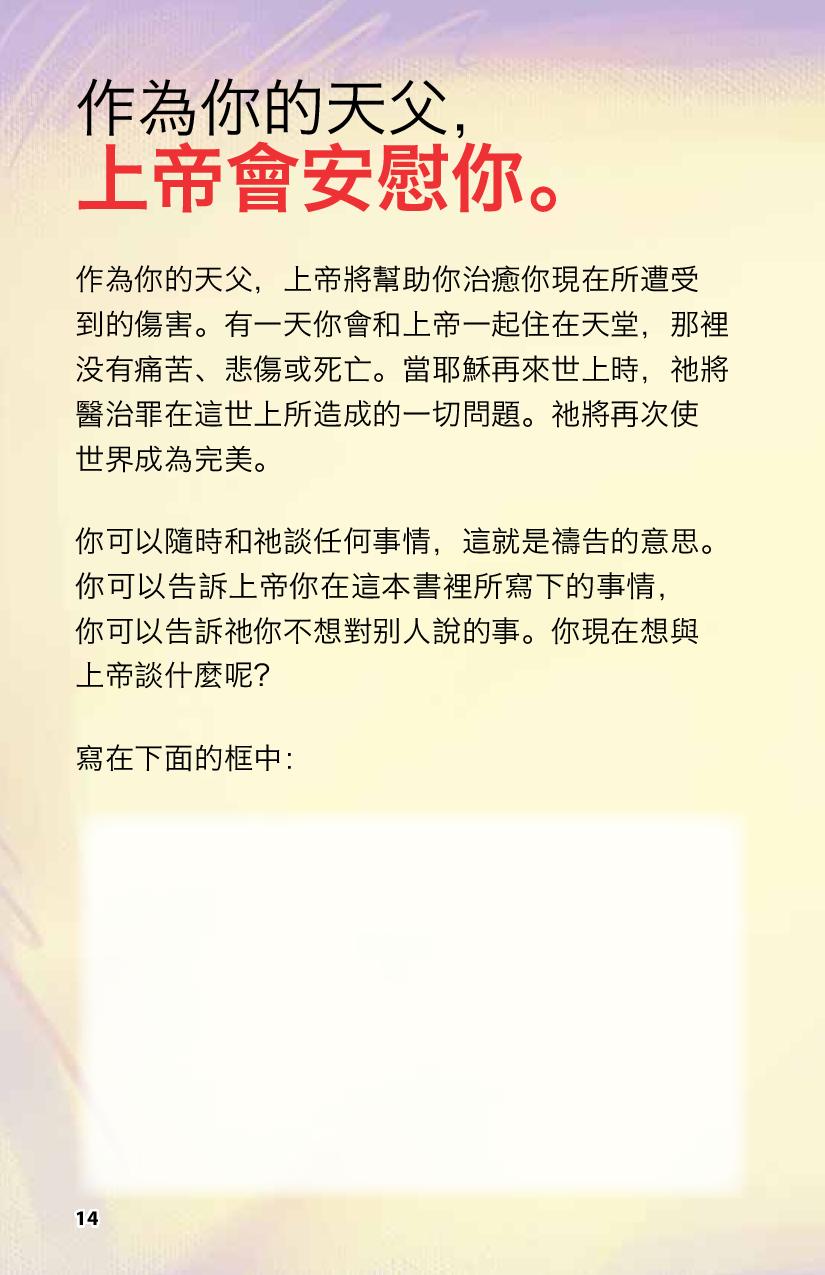 作為你的天父，
上帝會安慰你。
作為你的天父，上帝將幫助你治癒你現在所遭受
到的傷害。有一天你會和上帝一起住在天堂，那裡
没有痛苦、悲傷或死亡。當耶穌再來世上時，祂將
醫治罪在這世上所造成的一切問題。祂將再次使
世界成為完美。
你可以隨時和祂談任何事情，這就是禱告的意思。
你可以告訴上帝你在這本書裡所寫下的事情，
你可以告訴祂你不想對别人說的事。你現在想與
上帝談什麼呢？
寫在下面的框中：
14